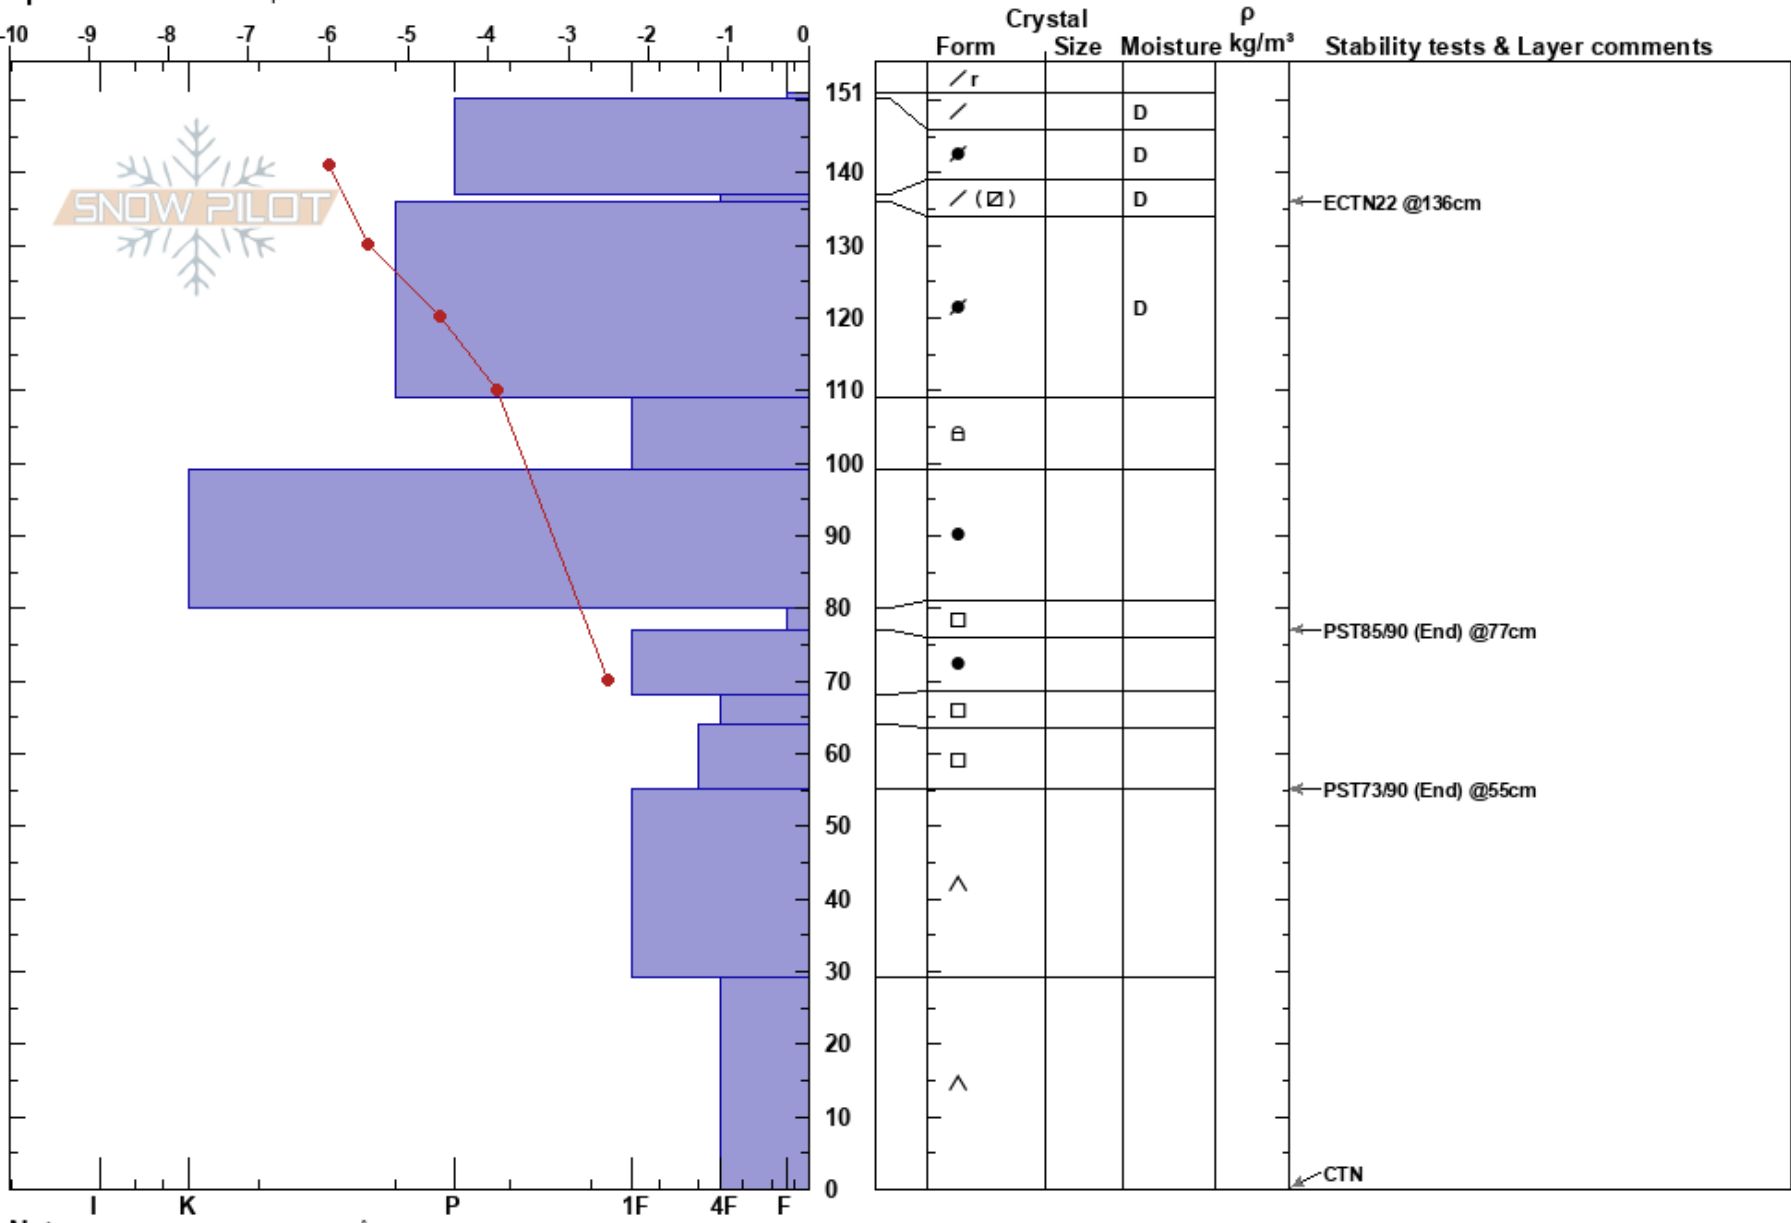 Crystal ρ
-10 -9 -8 -7 -6 -5 -4 -3 -2 -1 0 Form Size Moisture kg/m³ Stability tests & Layer comments
151 r
D
D
140
SNOW PILOT ( ) D ECTN22 @136cm
130
120 D
110
100
90
80
PST85/90 (End) @77cm
70
60
PST73/90 (End) @55cm
50
40
30
20
10
CTN
0
I K P 1F 4F F